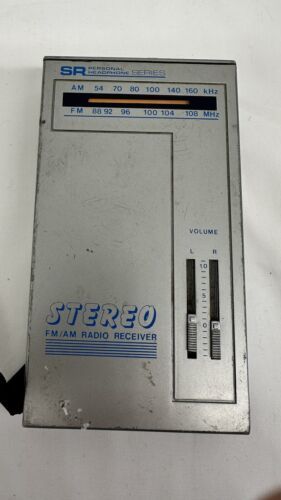 SR PERSONAL HEADPHONE SERIES
AM 54 70 80 100 140 160 kHz
FM 88 92 96 100 104 108 MHz
VOLUME
L R
10
5
0
STEREO
FM/AM RADIO RECEIVER